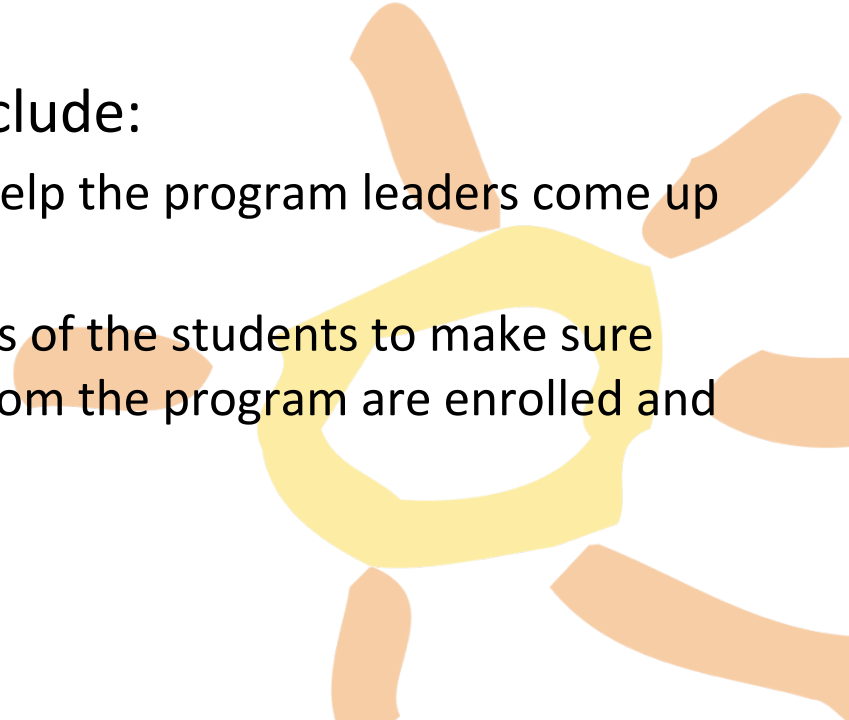 clude:
elp the program leaders come up
s of the students to make sure
om the program are enrolled and